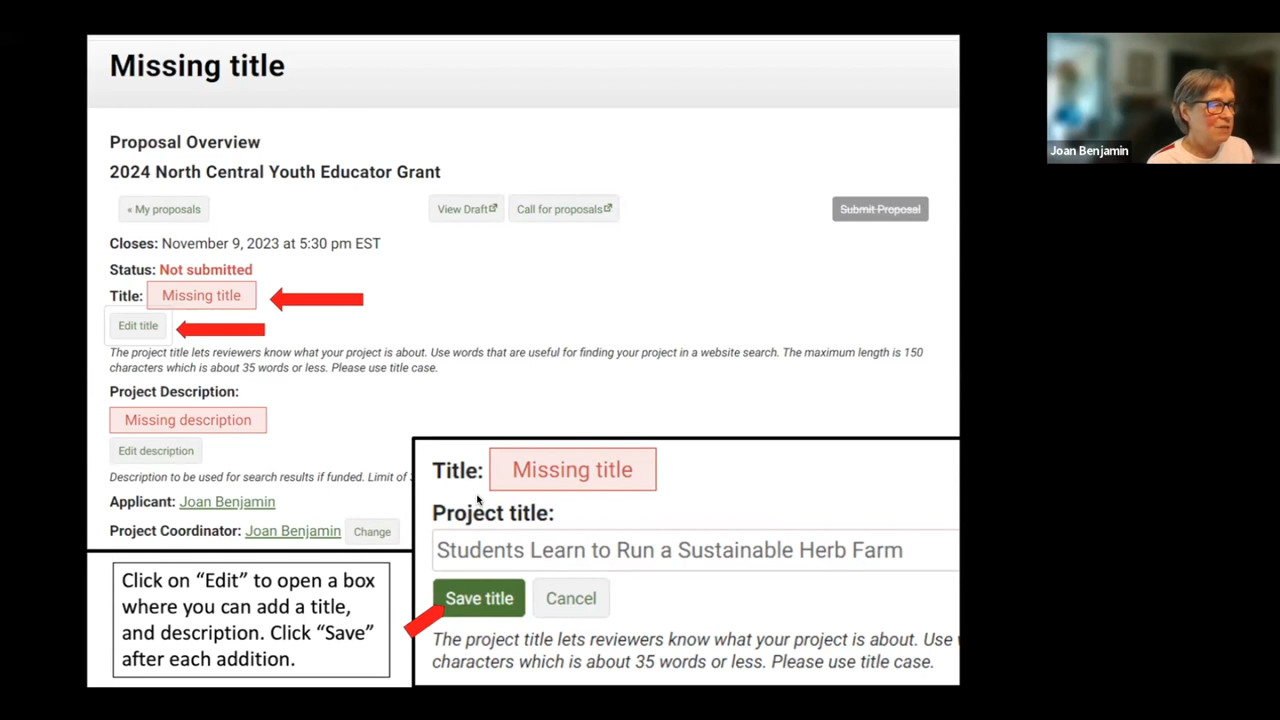 Missing title
Proposal Overview
2024 North Central Youth Educator Grant
« My proposals
View Draft
Call for proposals
Submit Proposal
Closes: November 9, 2023 at 5:30 pm EST
Status: Not submitted
Title: Missing title
Edit title
The project title lets reviewers know what your project is about. Use words that are useful for finding your project in a website search. The maximum length is 150
characters which is about 35 words or less. Please use title case.
Project Description:
Missing description
Edit description
Description to be used for search results if funded. Limit of
Applicant: Joan Benjamin
Project Coordinator: Joan Benjamin Change
Click on “Edit” to open a box
where you can add a title,
and description. Click “Save”
after each addition.
Title: Missing title
Project title:
Students Learn to Run a Sustainable Herb Farm
Save title Cancel
The project title lets reviewers know what your project is about. Use
characters which is about 35 words or less. Please use title case.
Joan Benjamin